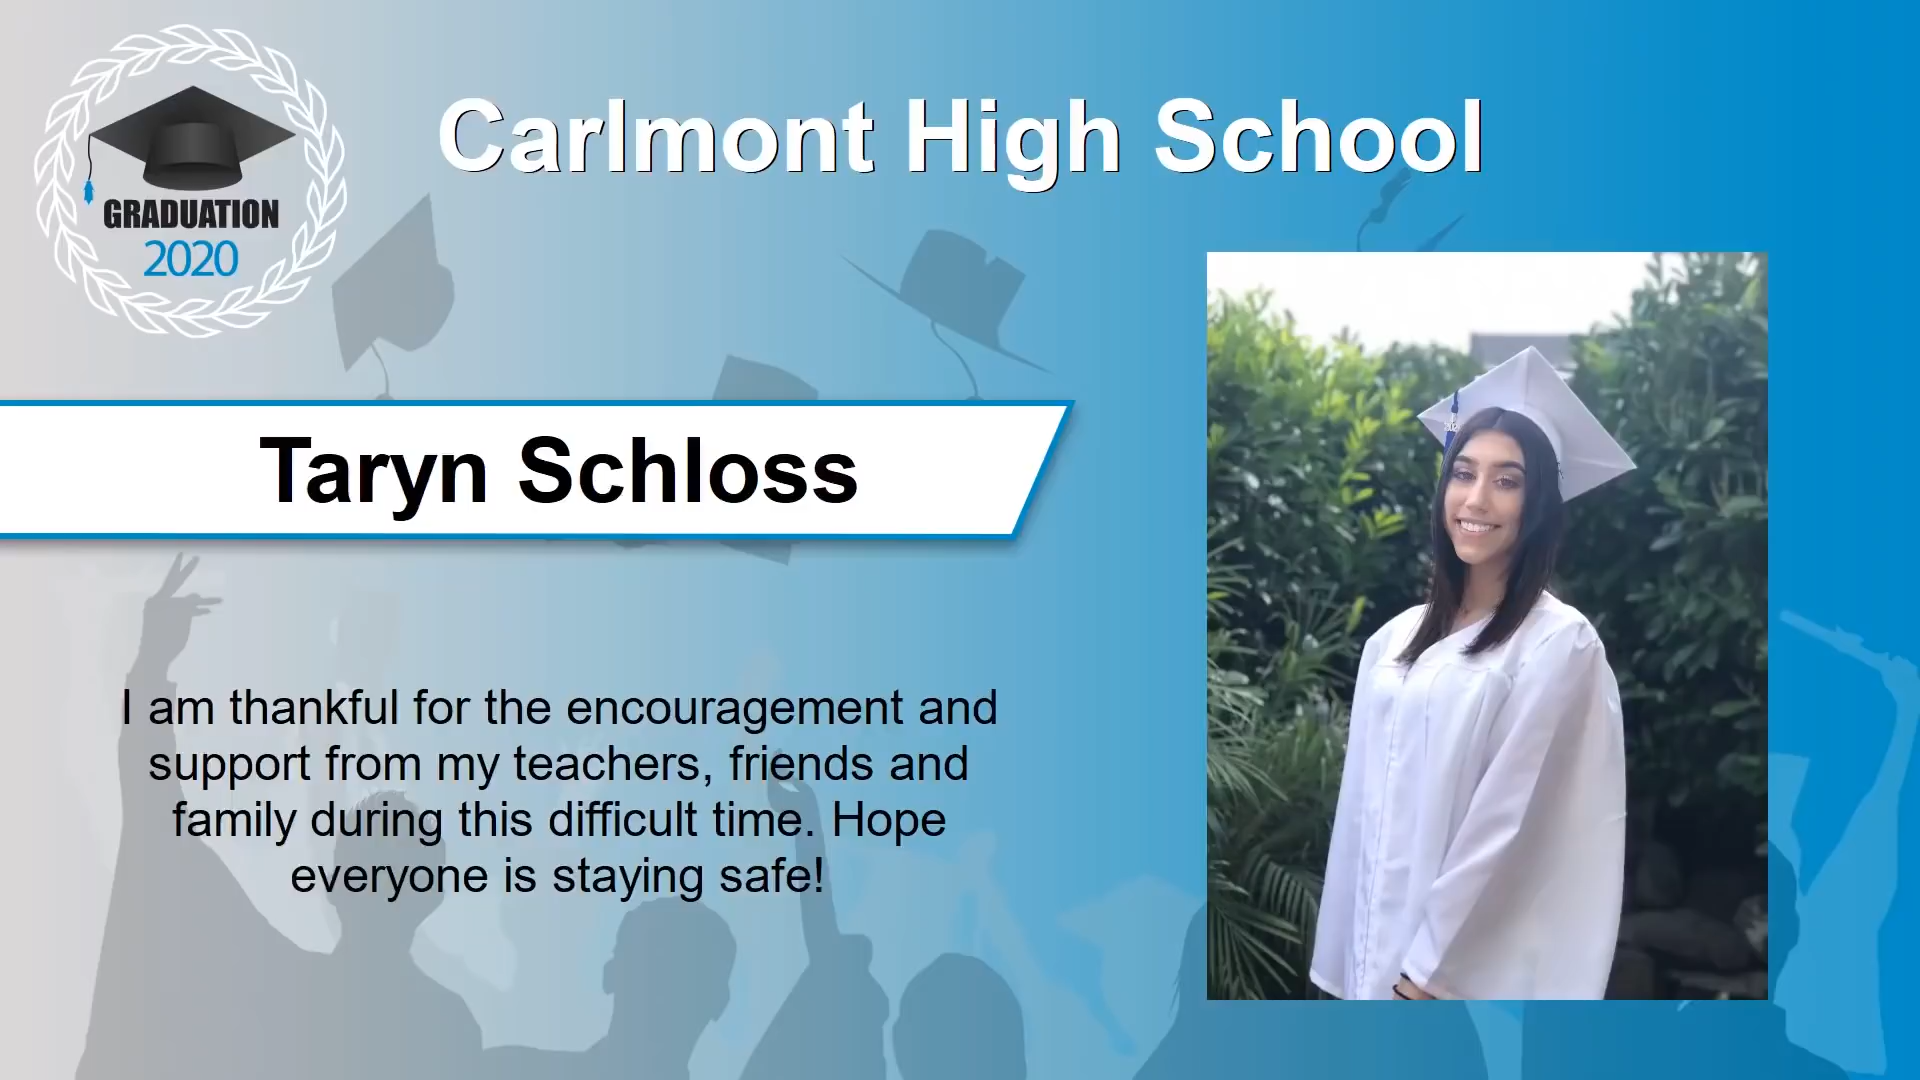 Carlmont High School
GRADUATION
2020
Taryn Schloss
I am thankful for the encouragement and
support from my teachers, friends and
family during this difficult time. Hope
everyone is staying safe!